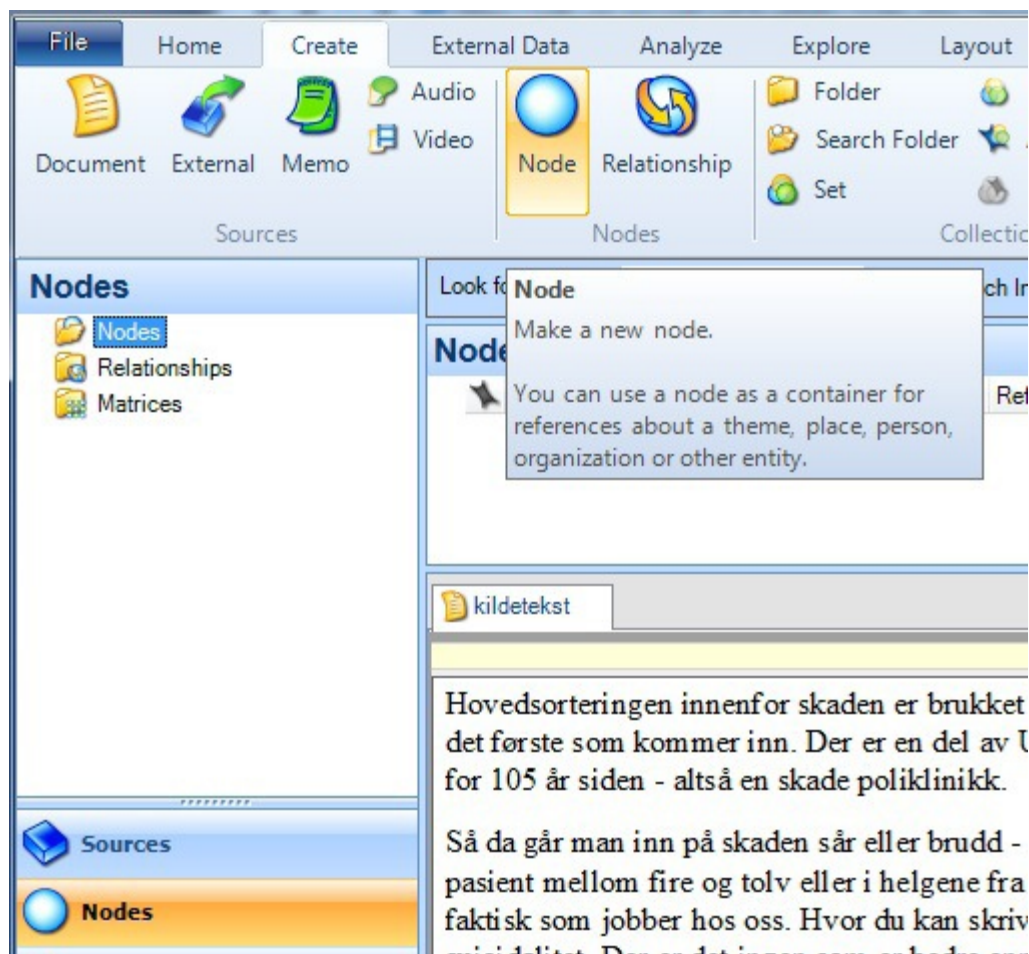 File Home Create External Data Analyze Explore Layout
Audio Folder
Video Search Folder
Document External Memo Node Relationship
Set
Sources Nodes
Nodes
Look
Node
Nodes
Make a new node.
Relationships
You can use a node as a container for
Matrices
references about a theme, place, person,
organization or other entity.
kildetekst
Hovedsorteringen innenfor skaden er brukket
det første som kommer inn. Der er en del av U
for 105 år siden - altså en skade poliklinikk.
Så da går man inn på skaden sår eller brudd -
pasient mellom fire og tolv eller i helgene fra
faktisk som jobber hos oss. Hvor du kan skriv
Sources
Nodes